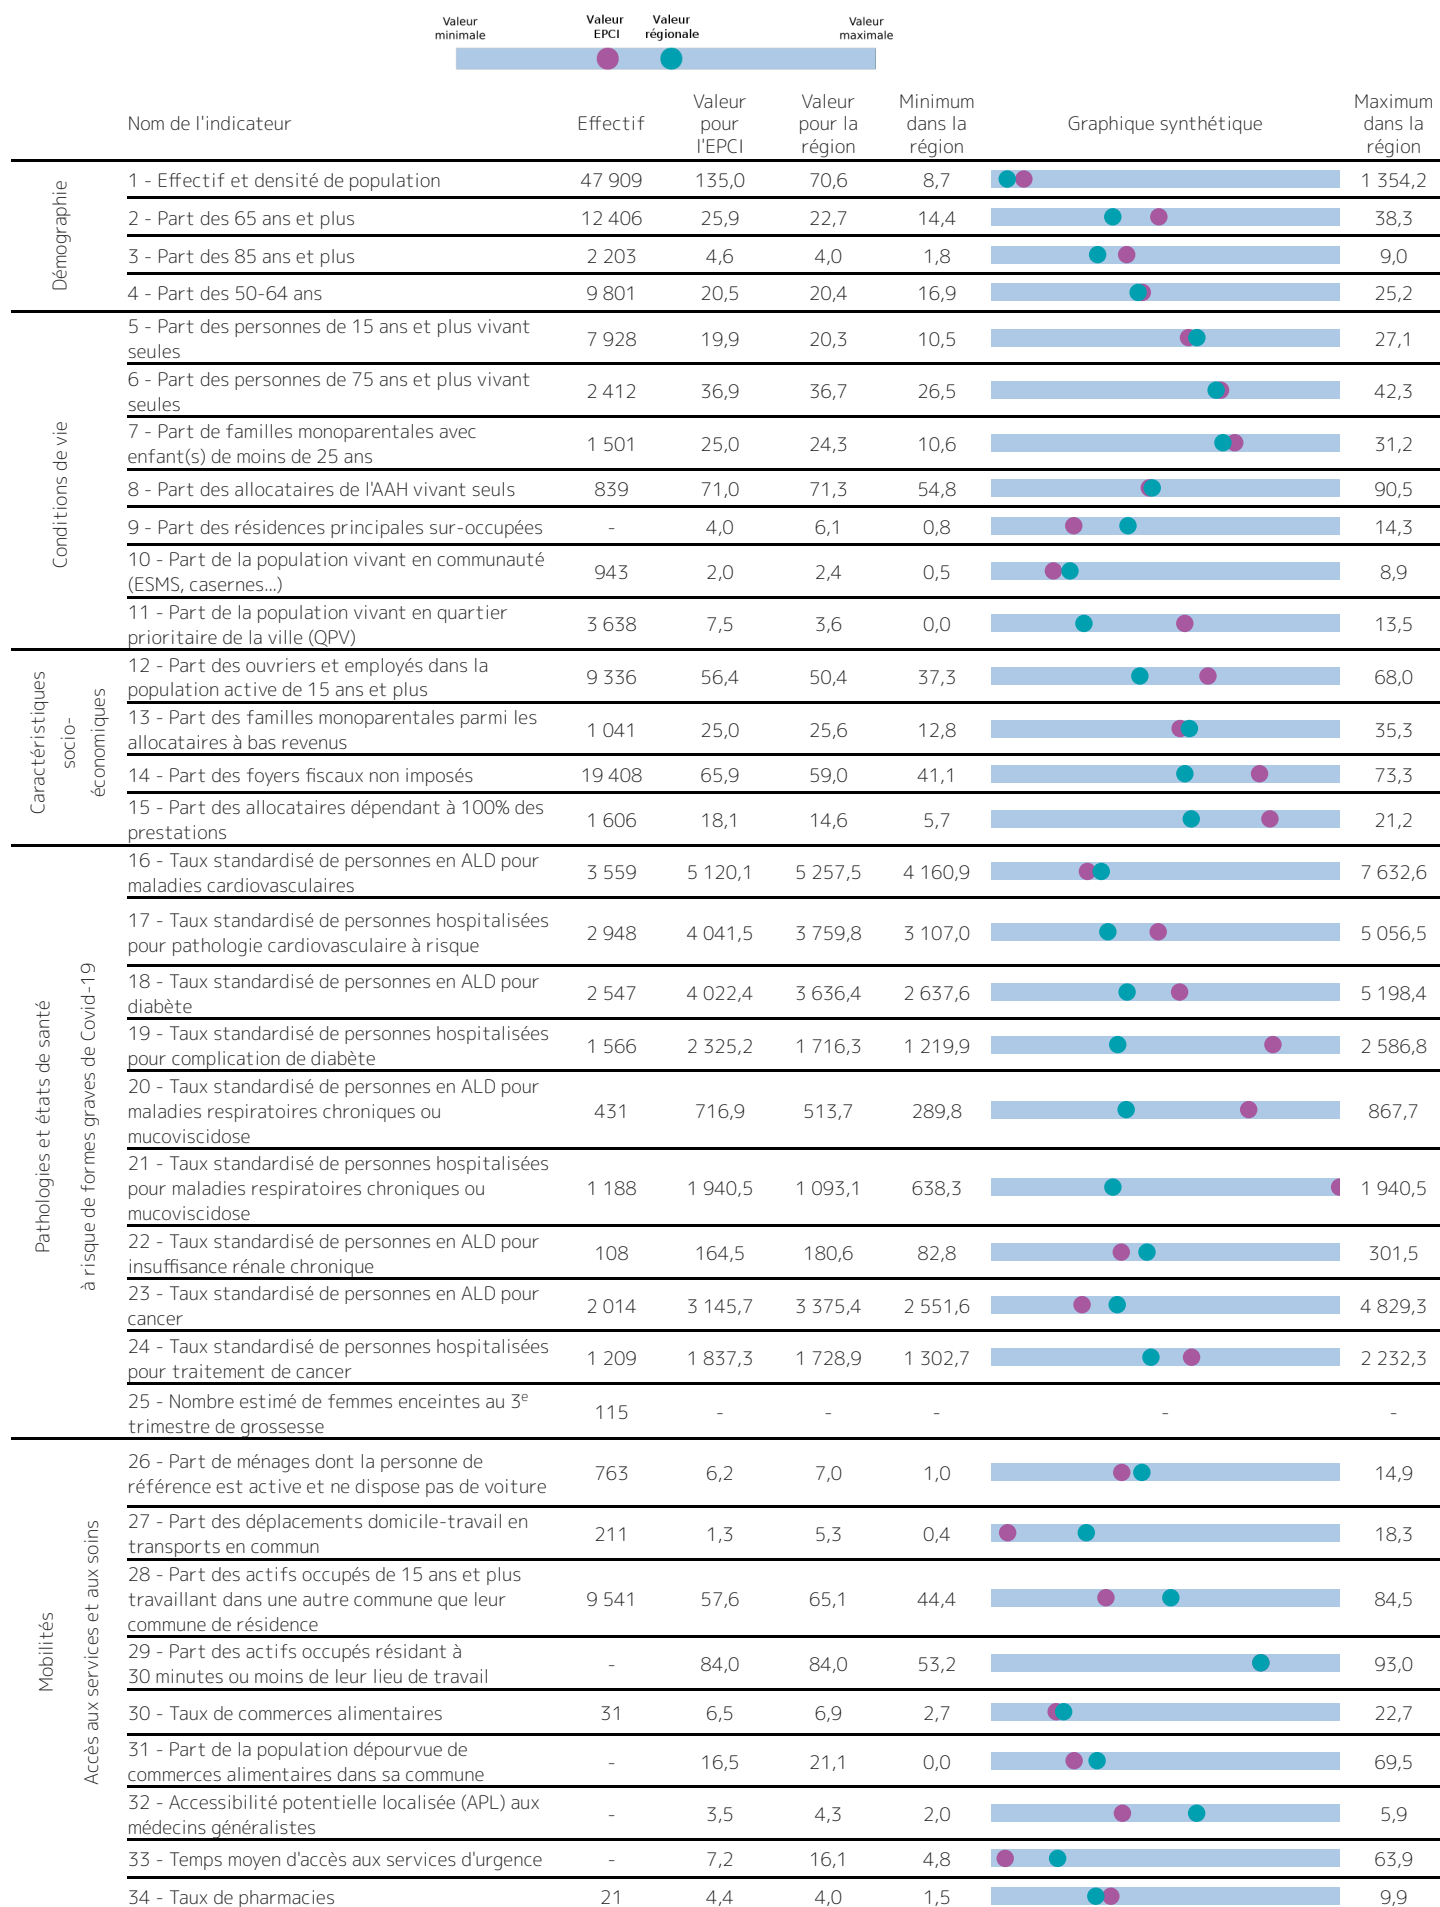 Valeur minimale
Valeur EPCI
Valeur régionale
Valeur maximale
Nom de l'indicateur
Effectif
Valeur pour l'EPCI
Valeur pour la région
Minimum dans la région
Graphique synthétique
Maximum dans la région
Démographie
1 - Effectif et densité de population 47 909 135,0 70,6 8,7 1 354,2
2 - Part des 65 ans et plus 12 406 25,9 22,7 14,4 38,3
3 - Part des 85 ans et plus 2 203 4,6 4,0 1,8 9,0
4 - Part des 50-64 ans 9 801 20,5 20,4 16,9 25,2
Conditions de vie
5 - Part des personnes de 15 ans et plus vivant
seules 7 928 19,9 20,3 10,5 27,1
6 - Part des personnes de 75 ans et plus vivant
seules 2 412 36,9 36,7 26,5 42,3
7 - Part de familles monoparentales avec
enfant(s) de moins de 25 ans 1 501 25,0 24,3 10,6 31,2
8 - Part des allocataires de l'AAH vivant seuls 839 71,0 71,3 54,8 90,5
9 - Part des résidences principales sur-occupées - 4,0 6,1 0,8 14,3
10 - Part de la population vivant en communauté
(ESMS, casernes...) 943 2,0 2,4 0,5 8,9
11 - Part de la population vivant en quartier
prioritaire de la ville (QPV) 3 638 7,5 3,6 0,0 13,5
Caractéristiques
socio-
économiques
12 - Part des ouvriers et employés dans la
population active de 15 ans et plus 9 336 56,4 50,4 37,3 68,0
13 - Part des familles monoparentales parmi les
allocataires à bas revenus 1 041 25,0 25,6 12,8 35,3
14 - Part des foyers fiscaux non imposés 19 408 65,9 59,0 41,1 73,3
15 - Part des allocataires dépendant à 100% des
prestations 1 606 18,1 14,6 5,7 21,2
Pathologies et états de santé
à risque de formes graves de Covid-19
16 - Taux standardisé de personnes en ALD pour
maladies cardiovasculaires 3 559 5 120,1 5 257,5 4 160,9 7 632,6
17 - Taux standardisé de personnes hospitalisées
pour pathologie cardiovasculaire à risque 2 948 4 041,5 3 759,8 3 107,0 5 056,5
18 - Taux standardisé de personnes en ALD pour
diabète 2 547 4 022,4 3 636,4 2 637,6 5 198,4
19 - Taux standardisé de personnes hospitalisées
pour complication de diabète 1 566 2 325,2 1 716,3 1 219,9 2 586,8
20 - Taux standardisé de personnes en ALD pour
maladies respiratoires chroniques ou 431 716,9 513,7 289,8 867,7
mucoviscidose
21 - Taux standardisé de personnes hospitalisées
pour maladies respiratoires chroniques ou 1 188 1 940,5 1 093,1 638,3 1 940,5
mucoviscidose
22 - Taux standardisé de personnes en ALD pour
insuffisance rénale chronique 108 164,5 180,6 82,8 301,5
23 - Taux standardisé de personnes en ALD pour
cancer 2 014 3 145,7 3 375,4 2 551,6 4 829,3
24 - Taux standardisé de personnes hospitalisées
pour traitement de cancer 1 209 1 837,3 1 728,9 1 302,7 2 232,3
25 - Nombre estimé de femmes enceintes au 3e
trimestre de grossesse 115 - - - - -
Mobilités
Accès aux services et aux soins
26 - Part de ménages dont la personne de
référence est active et ne dispose pas de voiture 763 6,2 7,0 1,0 14,9
27 - Part des déplacements domicile-travail en
transports en commun 211 1,3 5,3 0,4 18,3
28 - Part des actifs occupés de 15 ans et plus
travaillant dans une autre commune que leur 9 541 57,6 65,1 44,4 84,5
commune de résidence
29 - Part des actifs occupés résidant à
30 minutes ou moins de leur lieu de travail - 84,0 84,0 53,2 93,0
30 - Taux de commerces alimentaires 31 6,5 6,9 2,7 22,7
31 - Part de la population dépourvue de
commerces alimentaires dans sa commune - 16,5 21,1 0,0 69,5
32 - Accessibilité potentielle localisée (APL) aux
médecins généralistes - 3,5 4,3 2,0 5,9
33 - Temps moyen d'accès aux services d'urgence - 7,2 16,1 4,8 63,9
34 - Taux de pharmacies 21 4,4 4,0 1,5 9,9